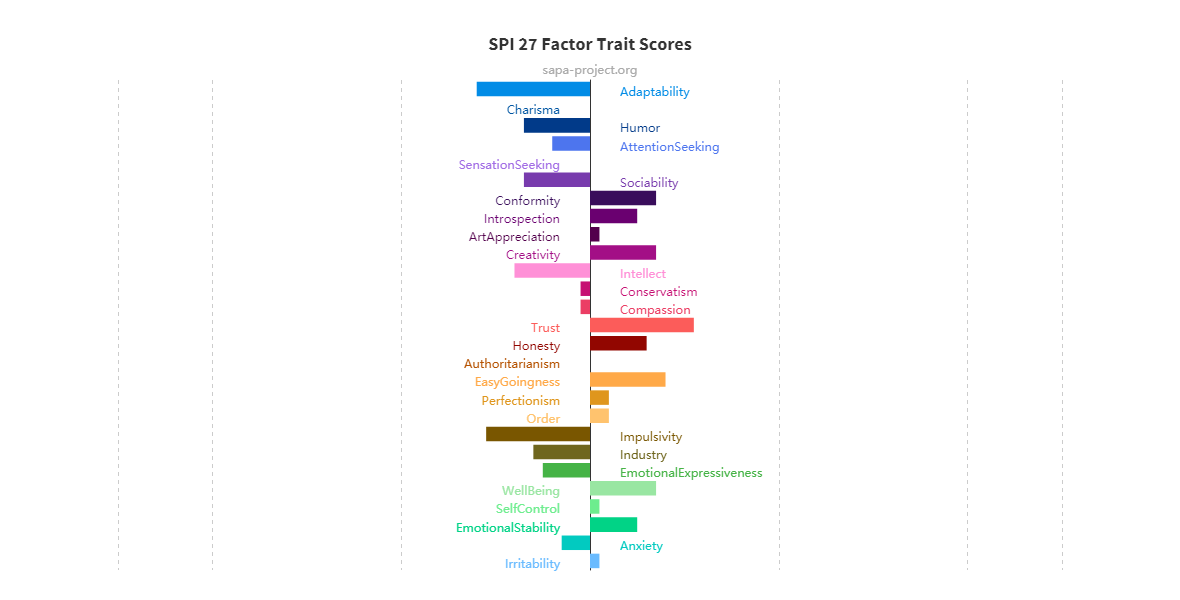 SPI 27 Factor Trait Scores
sapa-project.org
Adaptability
Charisma
Humor
AttentionSeeking
SensationSeeking
Sociability
Conformity
Introspection
ArtAppreciation
Creativity
Intellect
Conservatism
Compassion
Trust
Honesty
Authoritarianism
EasyGoingness
Perfectionism
Order
Impulsivity
Industry
EmotionalExpressiveness
WellBeing
SelfControl
EmotionalStability
Anxiety
Irritability